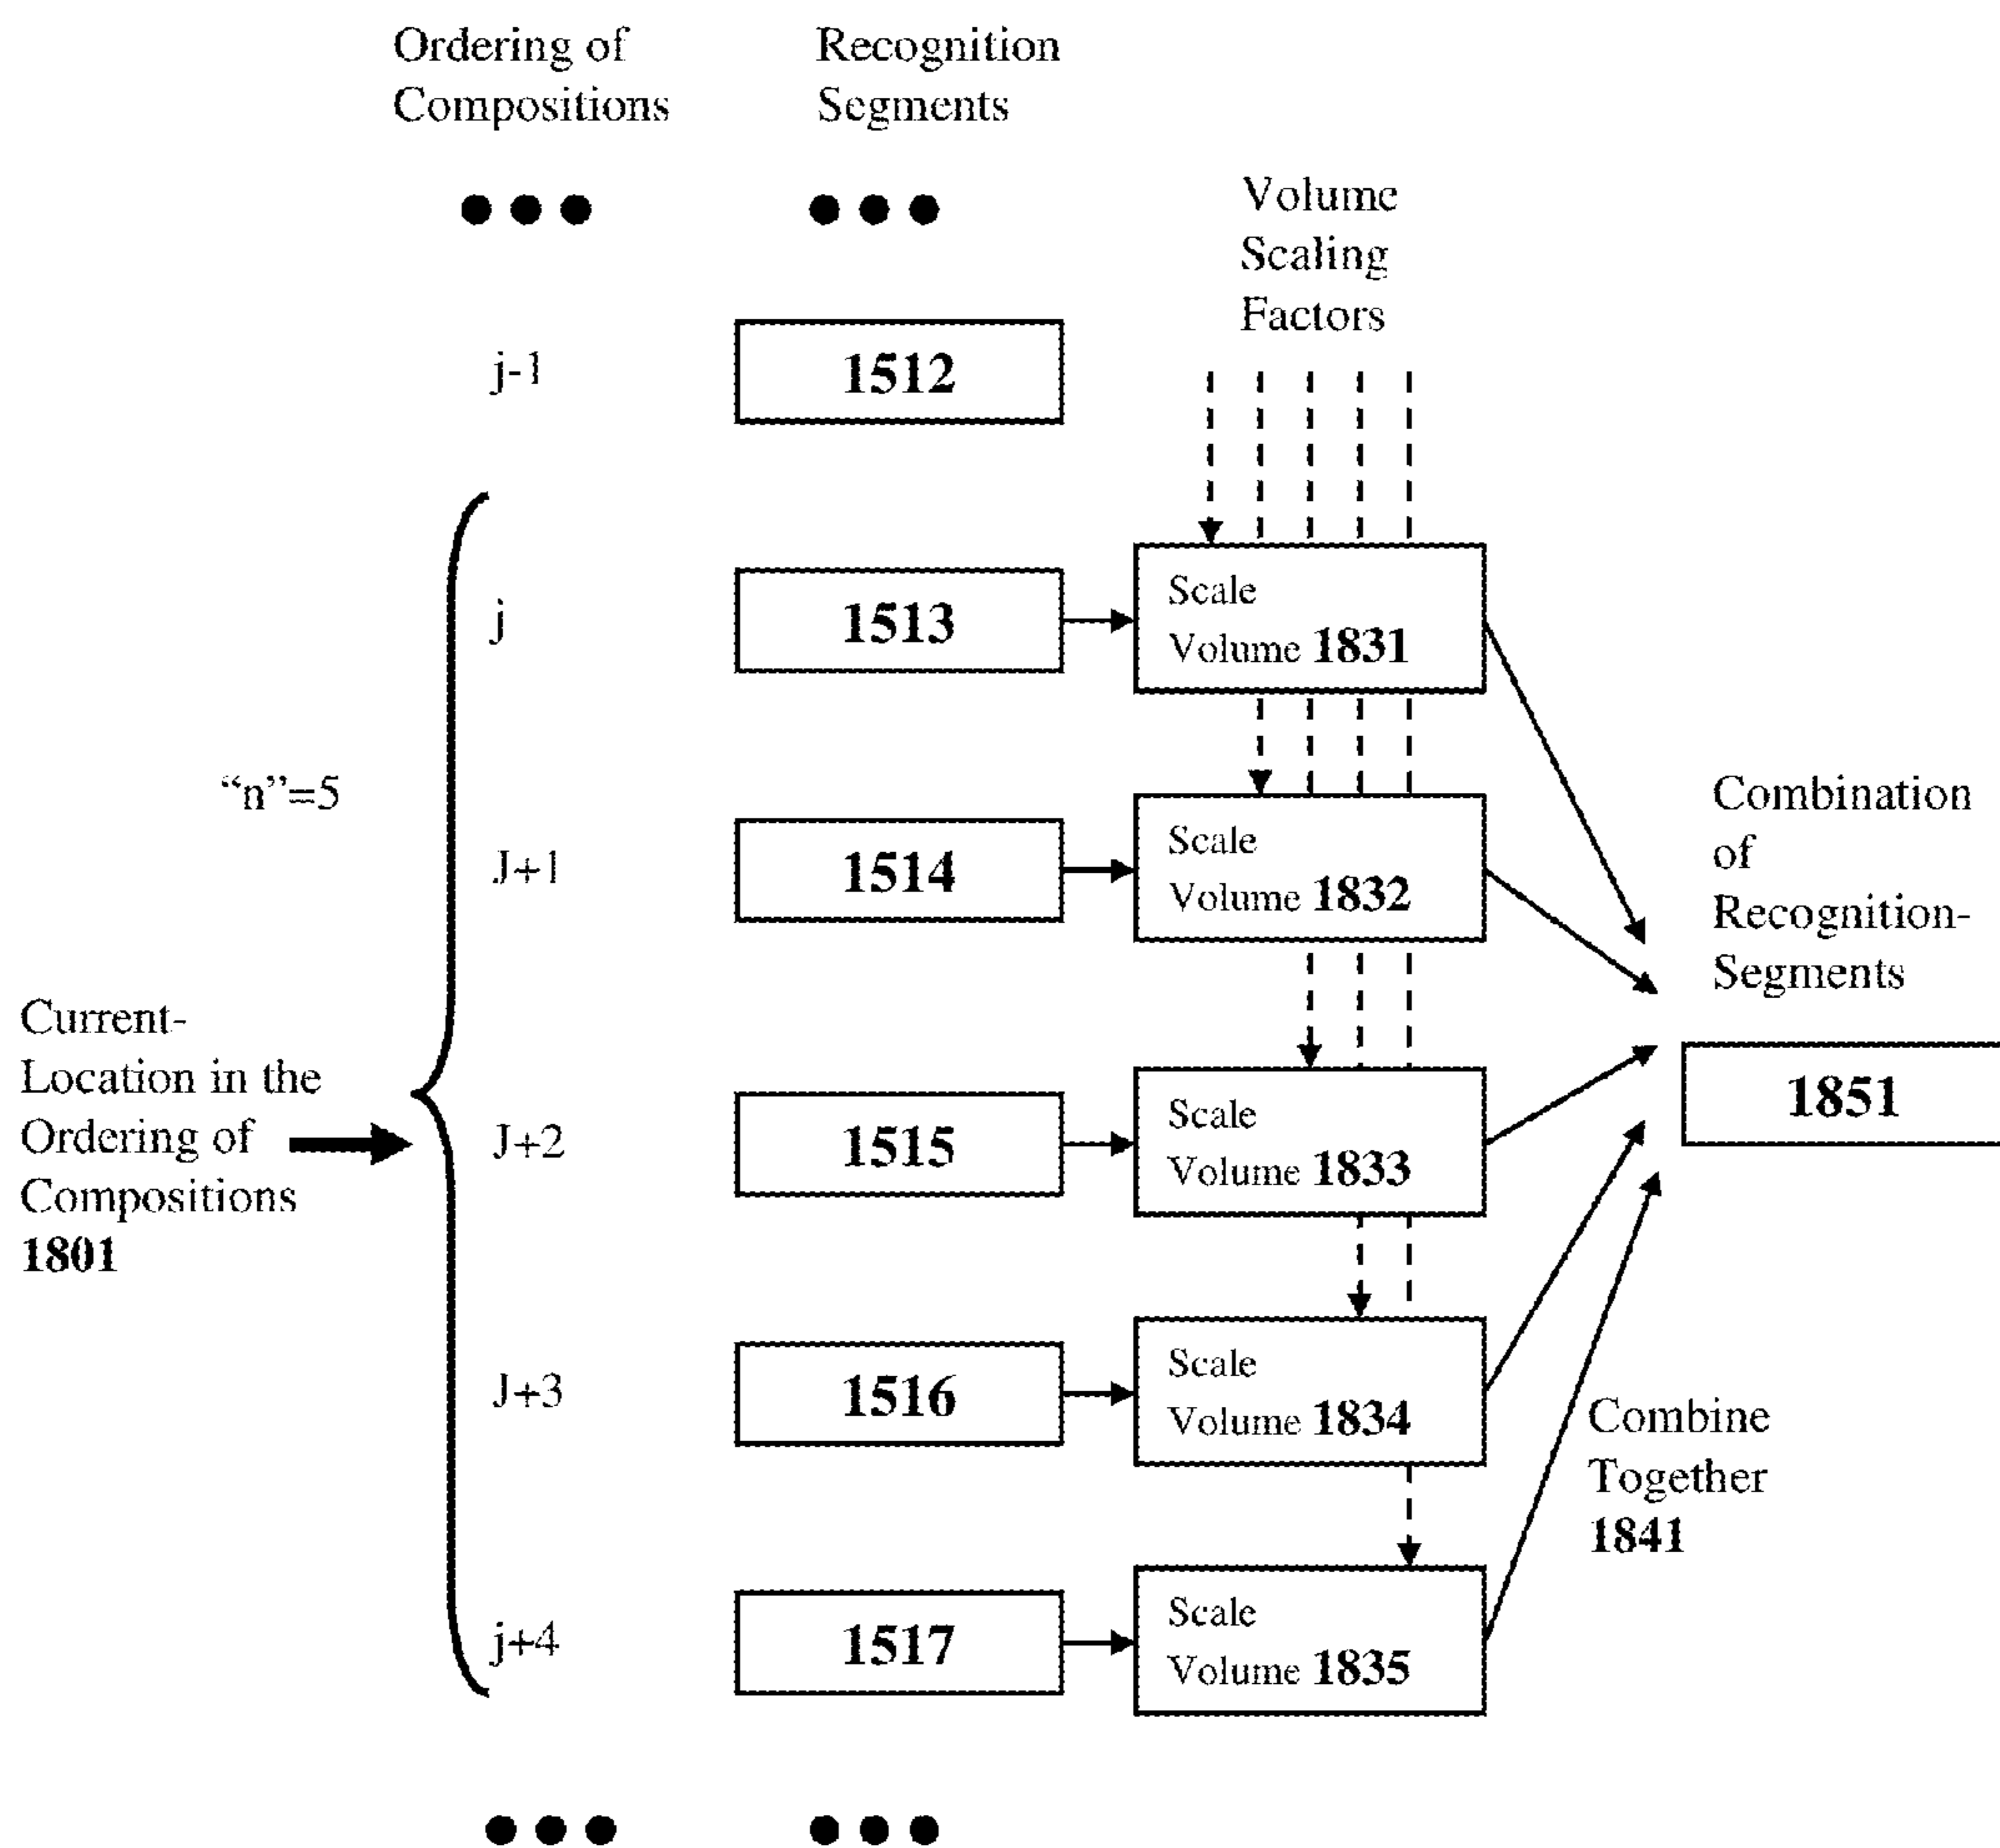 Ordering of
Compositions
Recognition
Segments
Volume
Scaling
Factors
j-1
1512
j
1513
Scale
Volume 1831
"n"=5
J+1
1514
Scale
Volume 1832
Combination
of
Recognition-
Segments
1851
Current-
Location in the
Ordering of
Compositions
1801
J+2
1515
Scale
Volume 1833
J+3
1516
Scale
Volume 1834
Combine
Together
1841
j+4
1517
Scale
Volume 1835